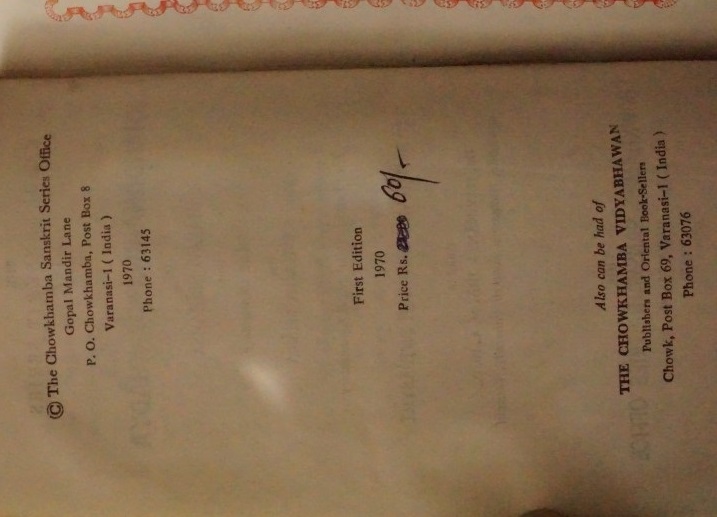 © The Chowkhamba Sanskrit Series Office
Gopal Mandir Lane
P. O. Chowkhamba, Post Box 8
Varanasi-1 ( India )
1970
Phone : 63145
First Edition
1970
Price Rs. 60/-
Also can be had of
THE CHOWKHAMBA VIDYABHAWAN
Publishers and Oriental Book-Sellers
Chowk, Post Box 69, Varanasi-1 ( India )
Phone : 63076